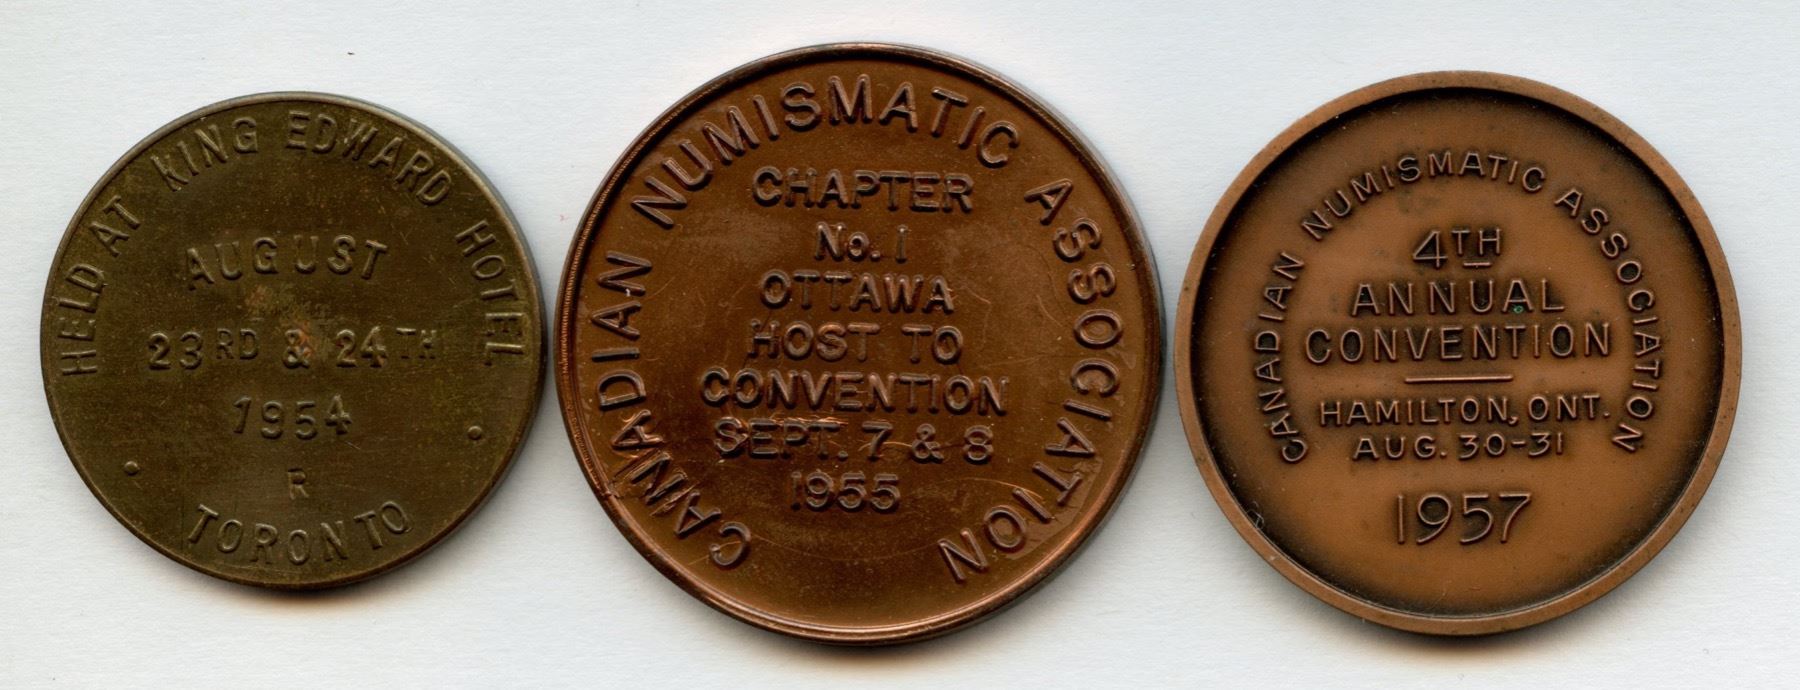 HELD AT KING EDWARD HOTEL
AUGUST
23RD & 24TH
1954
R
TORONTO
CANADIAN NUMISMATIC ASSOCIATION
CHAPTER
No. 1
OTTAWA
HOST TO
CONVENTION
SEPT. 7 & 8
1955
CANADIAN NUMISMATIC ASSOCIATION
4TH
ANNUAL
CONVENTION
HAMILTON, ONT.
AUG. 30-31
1957